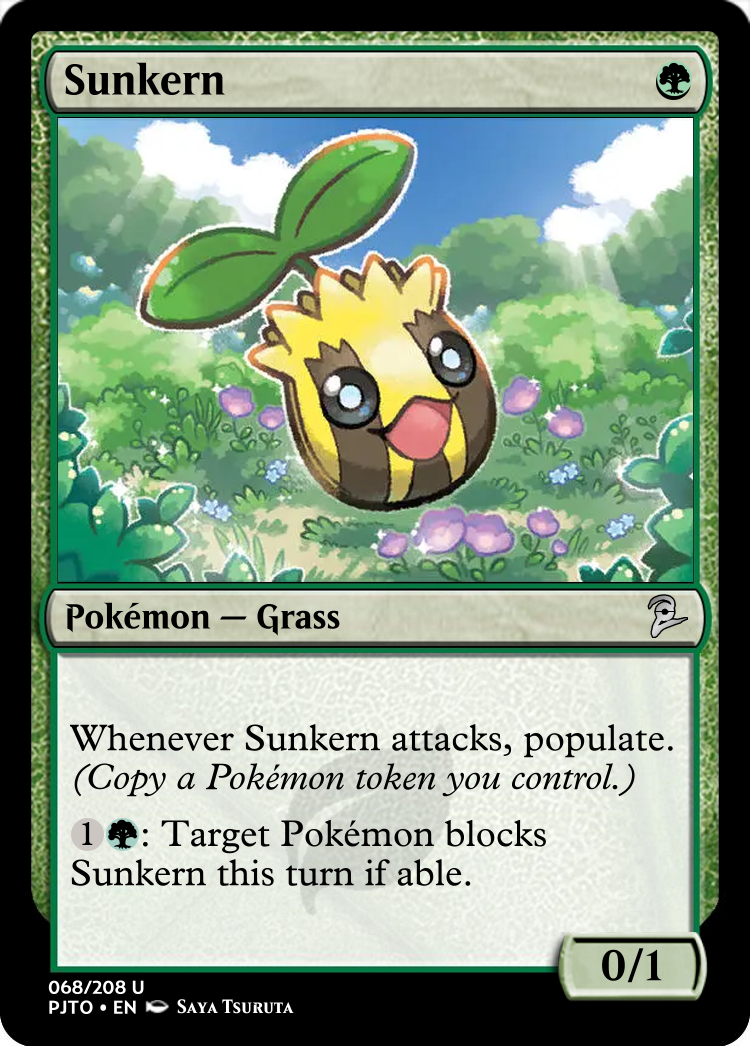 Sunkern
Pokémon — Grass
Whenever Sunkern attacks, populate.
(Copy a Pokémon token you control.)
1 : Target Pokémon blocks
Sunkern this turn if able.
0/1
068/208 U
PJTO • EN Saya Tsuruta